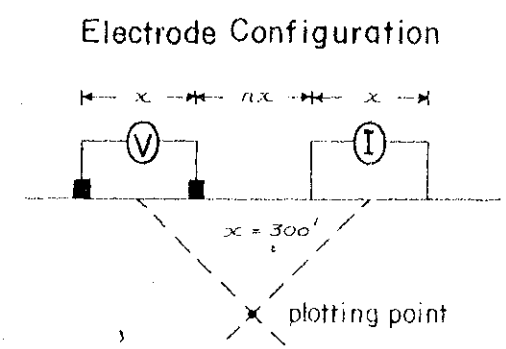 Electrode Configuration
x nx x
V I
x = 300'
plotting point